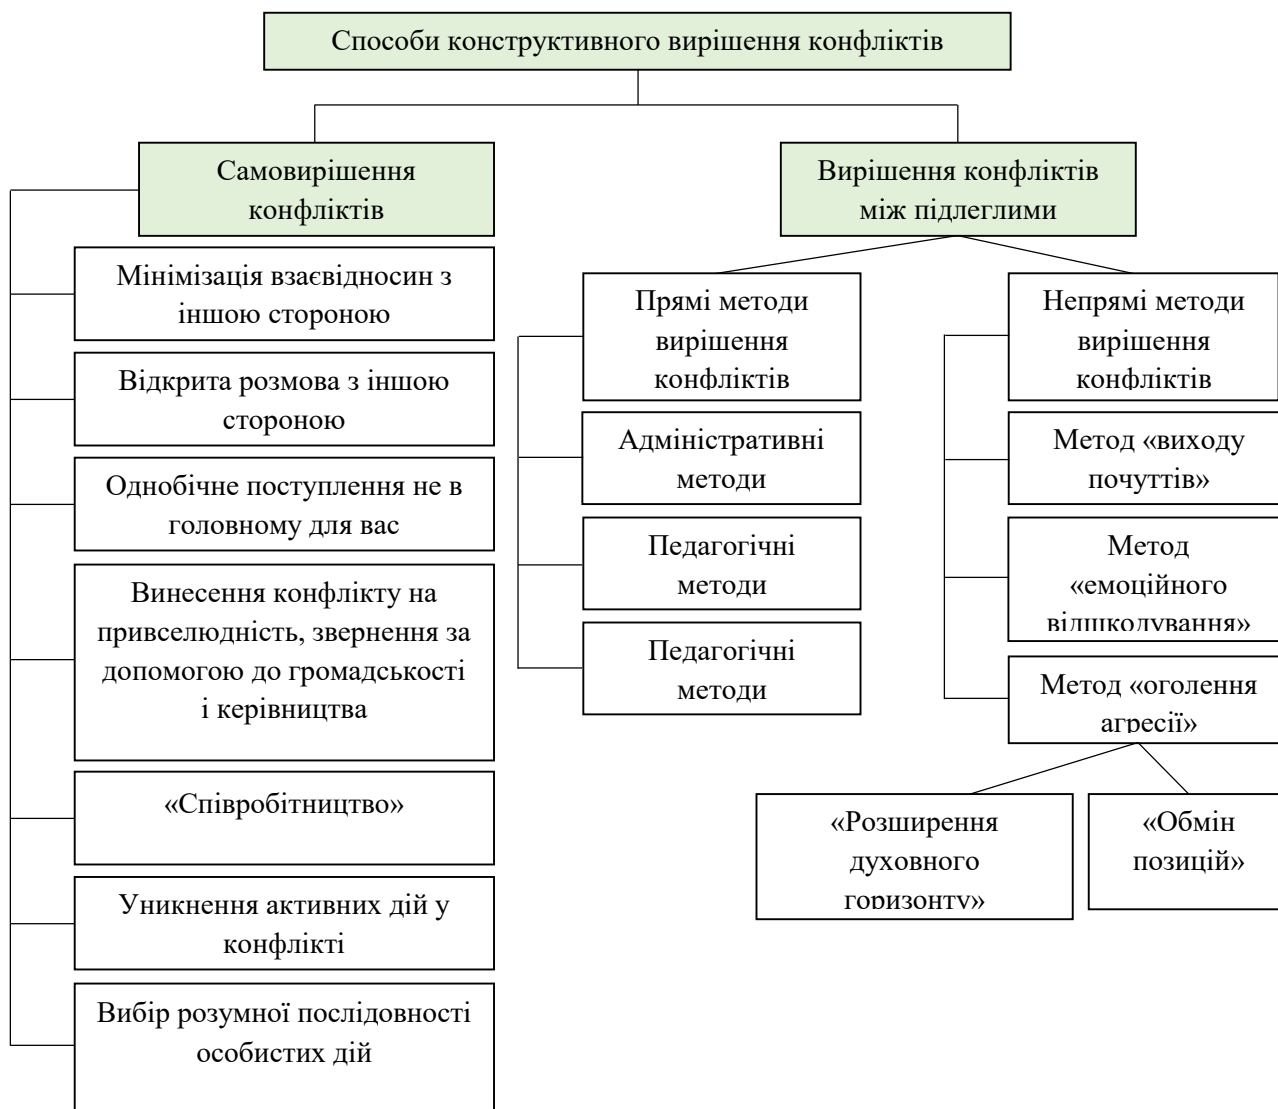 Способи конструктивного вирішення конфліктів
Самовирішення
конфліктів
Мінімізація взаєвідносин з
іншою стороною
Відкрита розмова з іншою
стороною
Однобічне поступлення не в
головному для вас
Винесення конфлікту на
привселюдність, звернення за
допомогою до громадськості
і керівництва
«Співробітництво»
Уникнення активних дій у
конфлікті
Вибір розумної послідовності
особистих дій
Вирішення конфліктів
між підлеглими
Прямі методи
вирішення
конфліктів
Адміністративні
методи
Педагогічні
методи
Педагогічні
методи
Непрямі методи
вирішення
конфліктів
Метод «виходу
почуттів»
Метод
«емоційного
відшкодування»
Метод «оголення
агресії»
«Розширення
духовного
горизонту»
«Обмін
позицій»